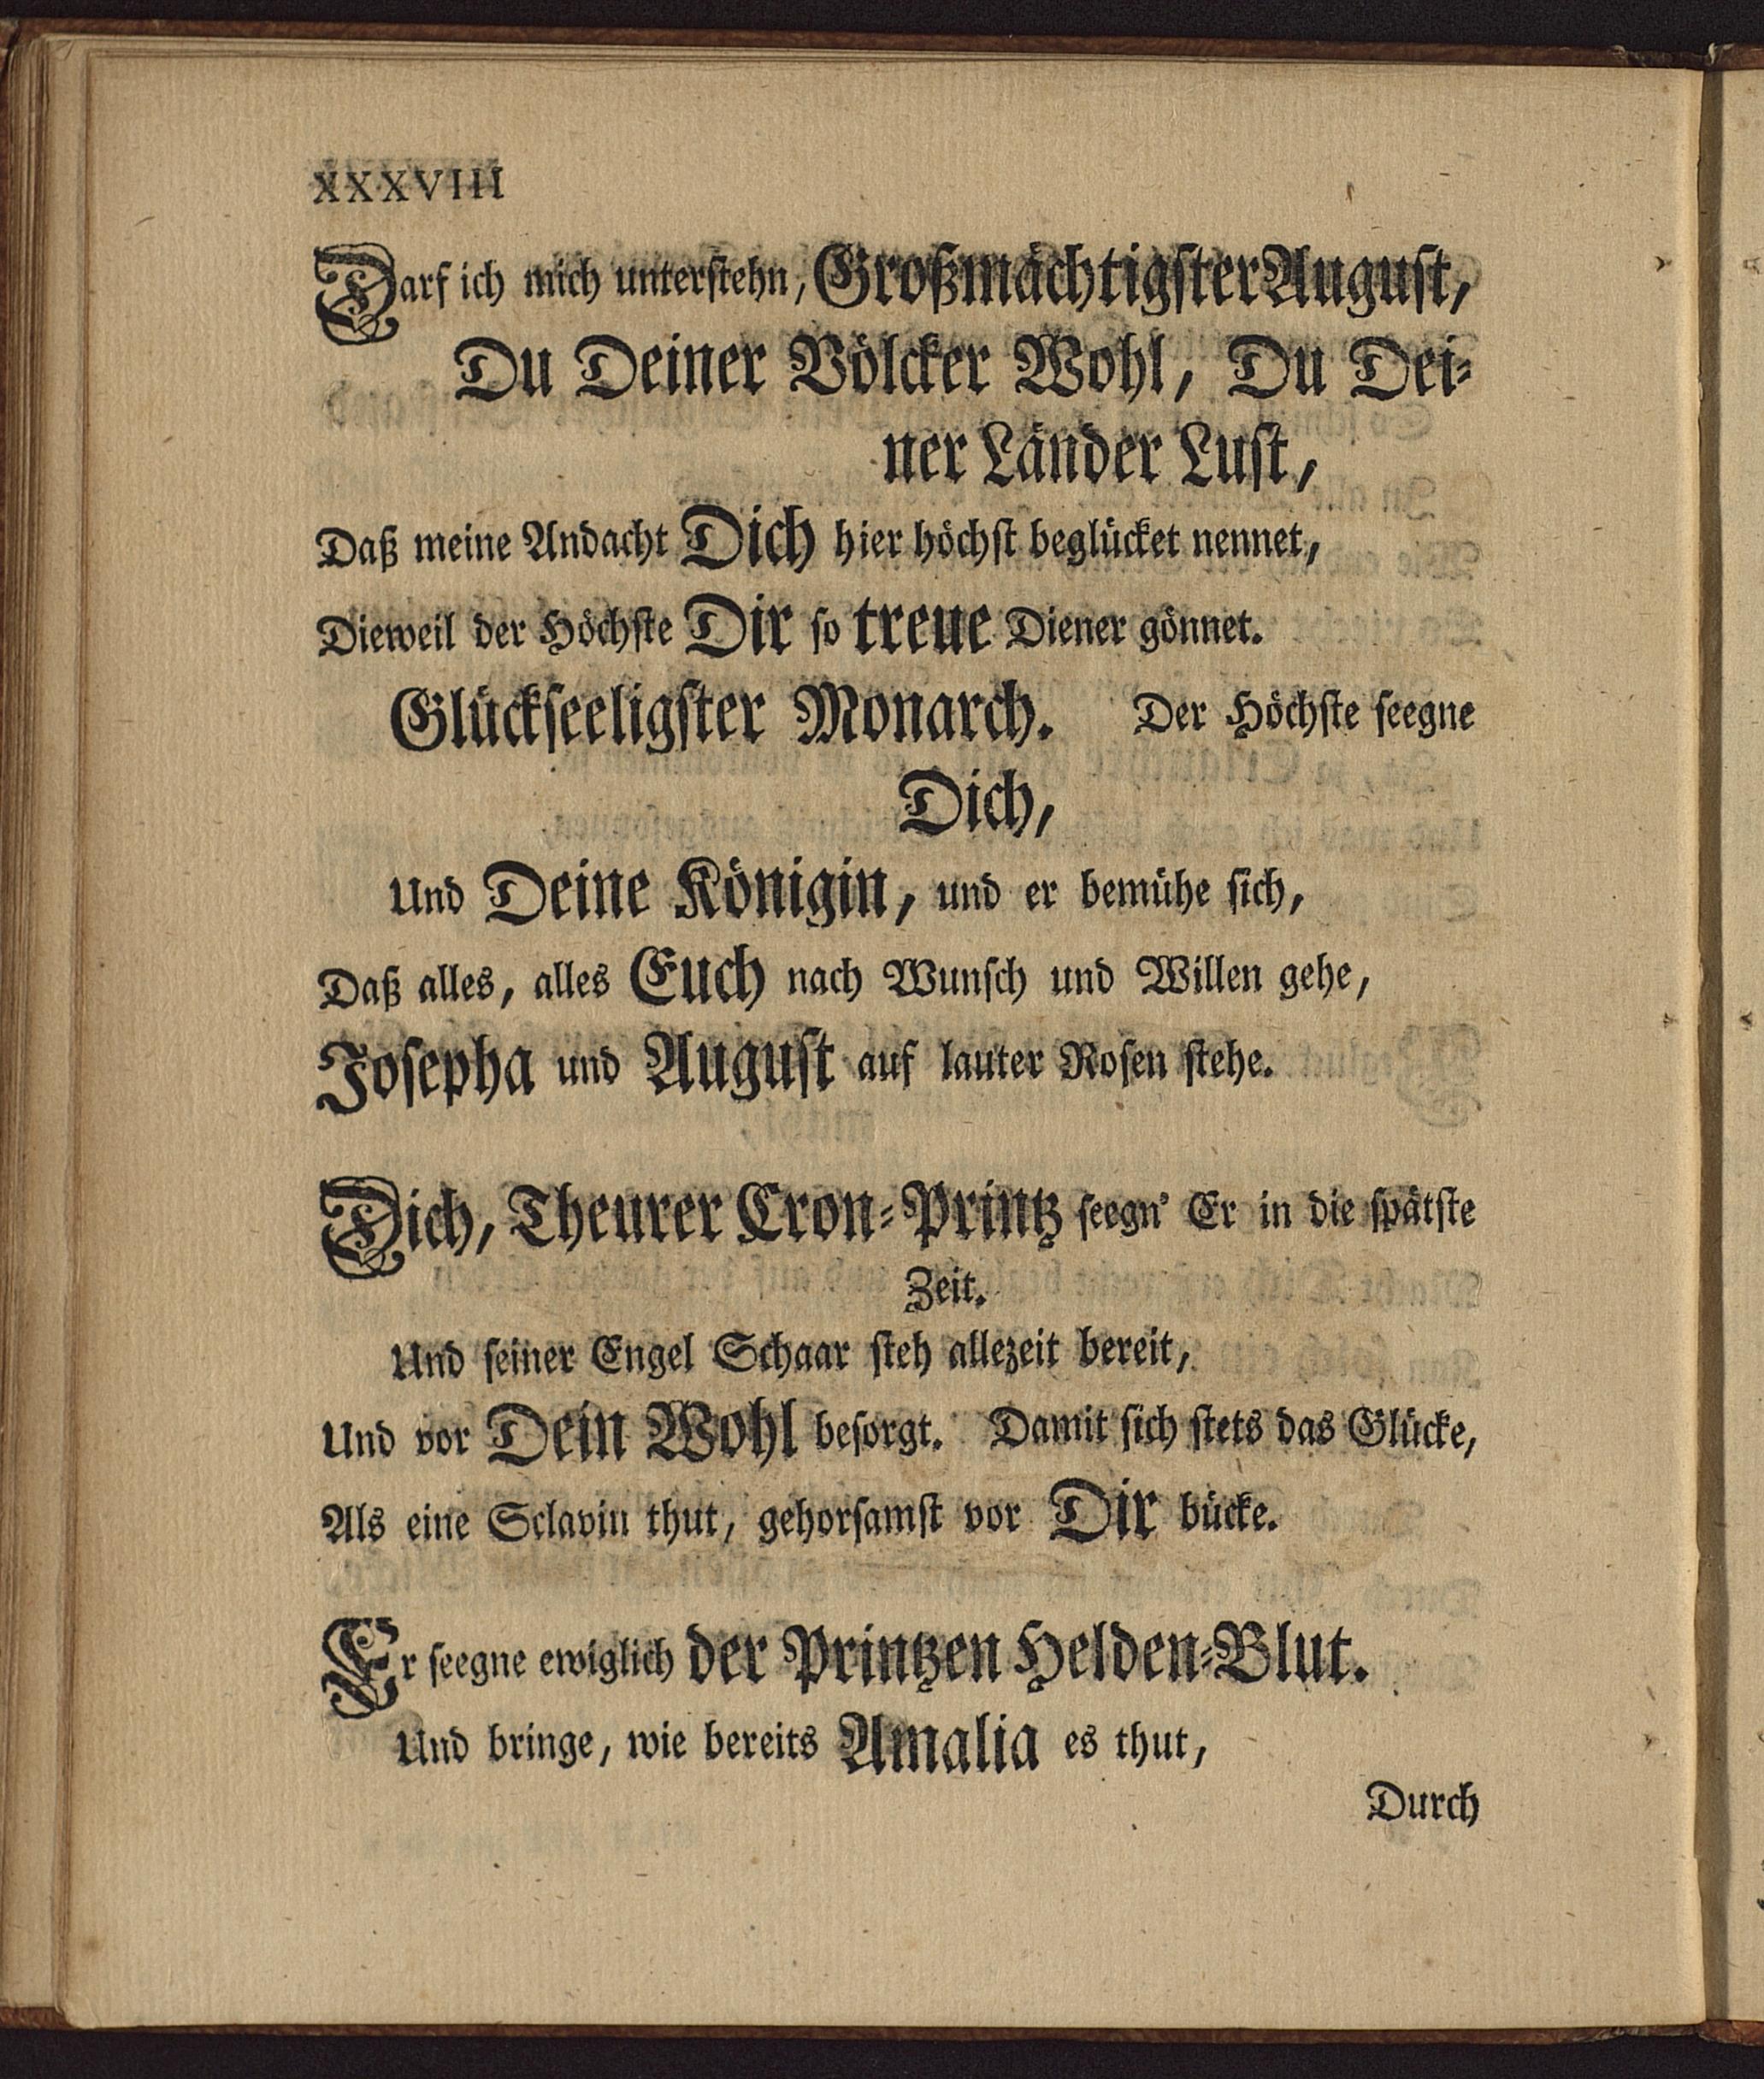 XXXVIII
Darf ich mich unterstehn, Großmächtigster August,
Du Deiner Völcker Wohl, Du Dei-
ner Länder Lust,
Daß meine Andacht Dich hier höchst beglücket nennet,
Dieweil der Höchste Dir so treue Diener gönnet.
Glückseeligster Monarch. Der Höchste seegne
Dich,
Und Deine Königin, und er bemühe sich,
Daß alles, alles Euch nach Wunsch und Willen gehe,
Josepha und August auf lauter Rosen stehe.
Dich, Theurer Cron-Printz seegn' Er in die spätste
Zeit.
Und seiner Engel Schaar steh allezeit bereit,
Und vor Dein Wohl besorgt. Damit sich stets das Glücke,
Als eine Sclavin thut, gehorsamst vor Dir bücke.
Er seegne ewiglich der Printzen Helden-Blut.
Und bringe, wie bereits Amalia es thut,
Durch